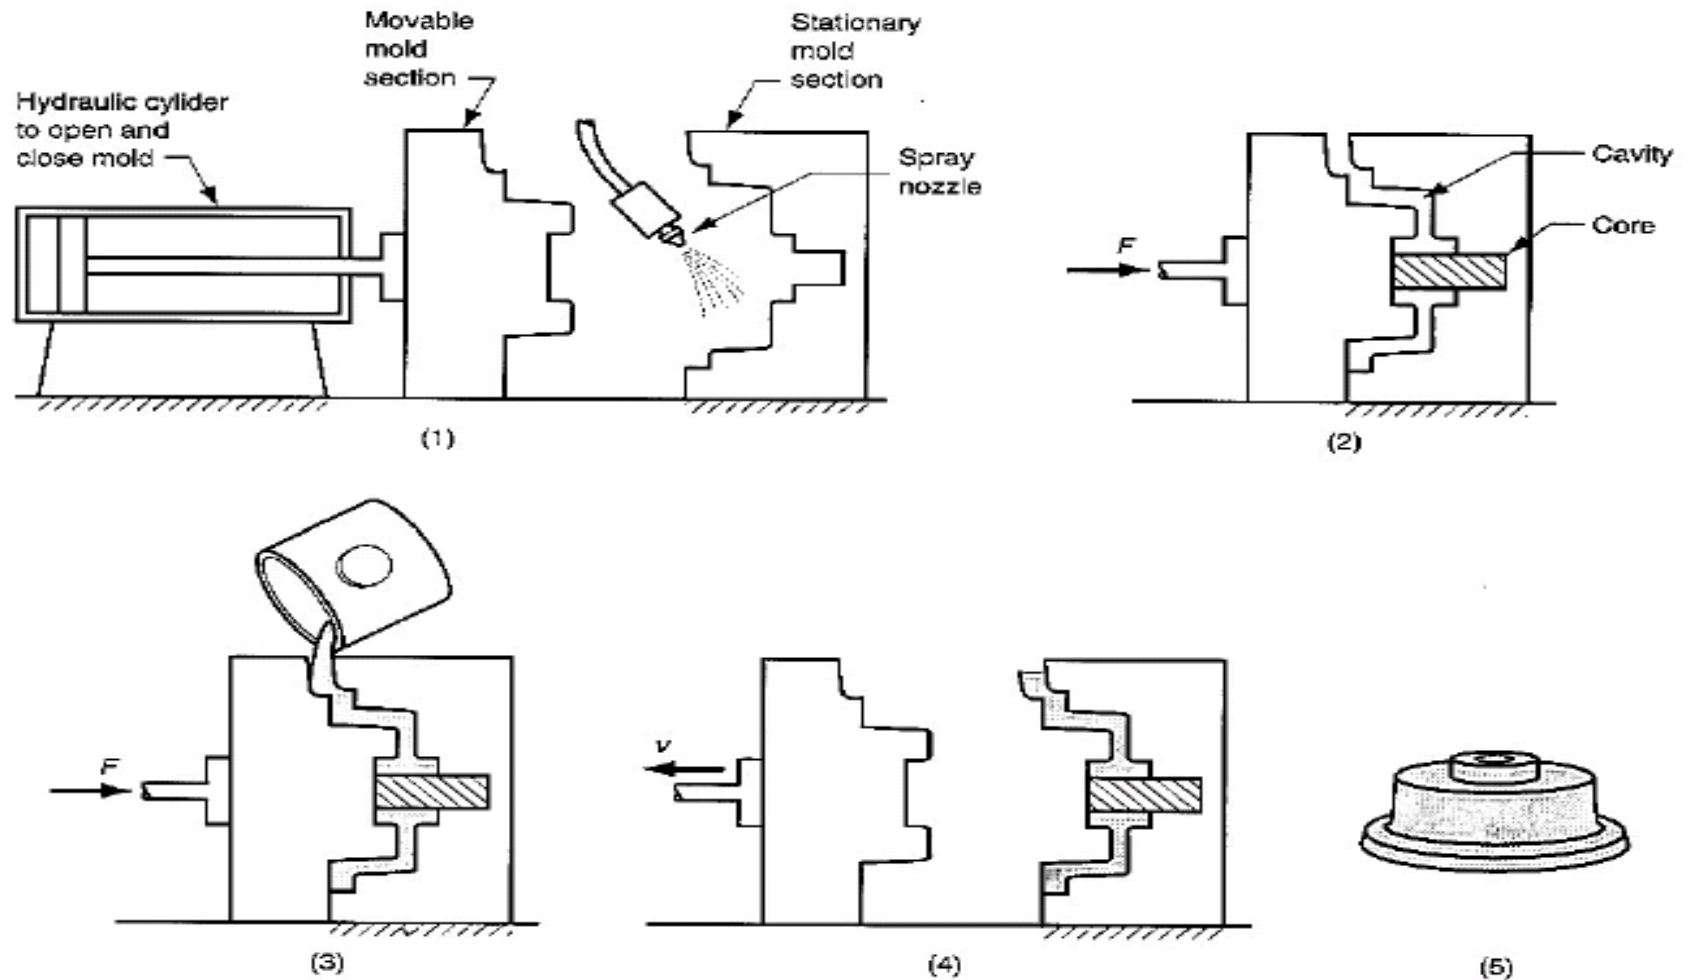 Movable
mold
section
Stationary
mold
section
Hydraulic cylider
to open and
close mold
Spray
nozzle
(1)
Cavity
Core
F
(2)
F
(3)
v
(4)
(5)